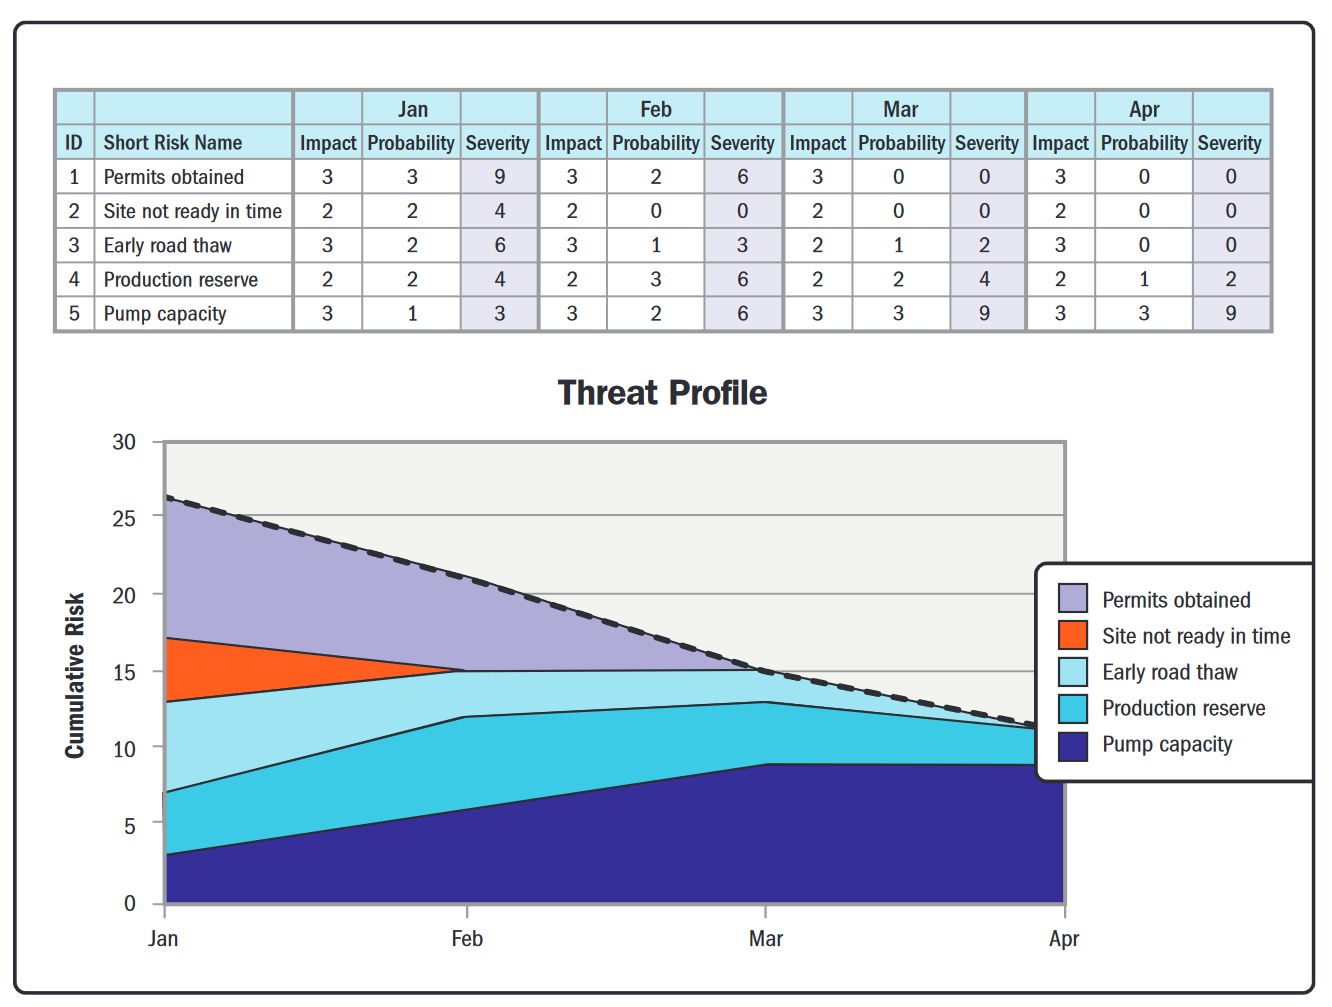 Jan Feb Mar Apr
ID Short Risk Name Impact Probability Severity Impact Probability Severity Impact Probability Severity Impact Probability Severity
1 Permits obtained 3 3 9 3 2 6 3 0 0 3 0 0
2 Site not ready in time 2 2 4 2 0 0 2 0 0 2 0 0
3 Early road thaw 3 2 6 3 1 3 2 1 2 3 0 0
4 Production reserve 2 2 4 2 3 6 2 2 4 2 1 2
5 Pump capacity 3 1 3 3 2 6 3 3 9 3 3 9
Threat Profile
Cumulative Risk
30
25
20
15
10
5
0
Jan Feb Mar Apr
Permits obtained
Site not ready in time
Early road thaw
Production reserve
Pump capacity